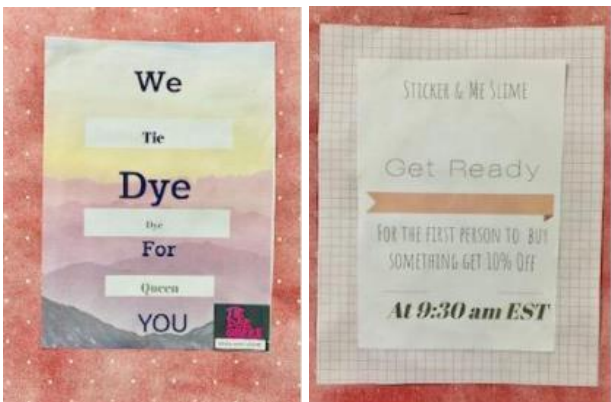 We
Tie
Dye
Dye
For
Queen
YOU
STICKER & ME SLIME
Get Ready
FOR THE FIRST PERSON TO BUY
SOMETHING GET 10% OFF
At 9:30 am EST